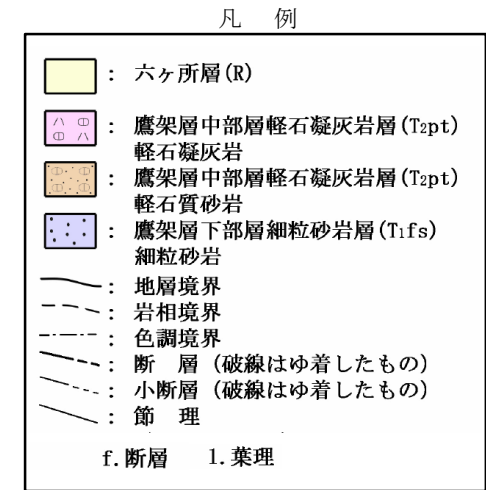 凡 例
： 六ヶ所層(R)
： 鷹架層中部層軽石凝灰岩層(T2pt)
軽石凝灰岩
： 鷹架層中部層軽石凝灰岩層(T2pt)
軽石質砂岩
： 鷹架層下部層細粒砂岩層(T1fs)
細粒砂岩
： 地層境界
： 岩相境界
： 色調境界
： 断 層 (破線はゆ着したもの)
： 小断層 (破線はゆ着したもの)
： 節 理
f.断層 l.葉理